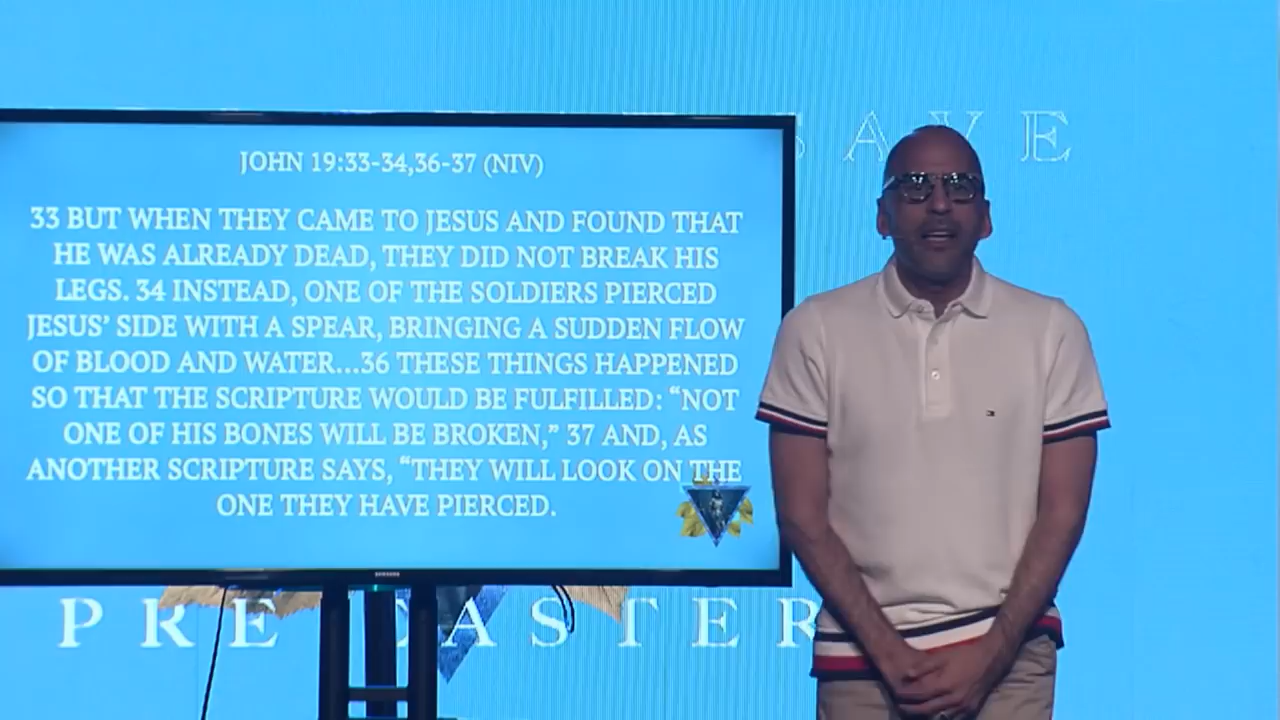 SAVE
JOHN 19:33-34,36-37 (NIV)
33 BUT WHEN THEY CAME TO JESUS AND FOUND THAT
HE WAS ALREADY DEAD, THEY DID NOT BREAK HIS
LEGS. 34 INSTEAD, ONE OF THE SOLDIERS PIERCED
JESUS’ SIDE WITH A SPEAR, BRINGING A SUDDEN FLOW
OF BLOOD AND WATER...36 THESE THINGS HAPPENED
SO THAT THE SCRIPTURE WOULD BE FULFILLED: “NOT
ONE OF HIS BONES WILL BE BROKEN,” 37 AND, AS
ANOTHER SCRIPTURE SAYS, “THEY WILL LOOK ON THE
ONE THEY HAVE PIERCED.
SAMSUNG
PRE EASTER